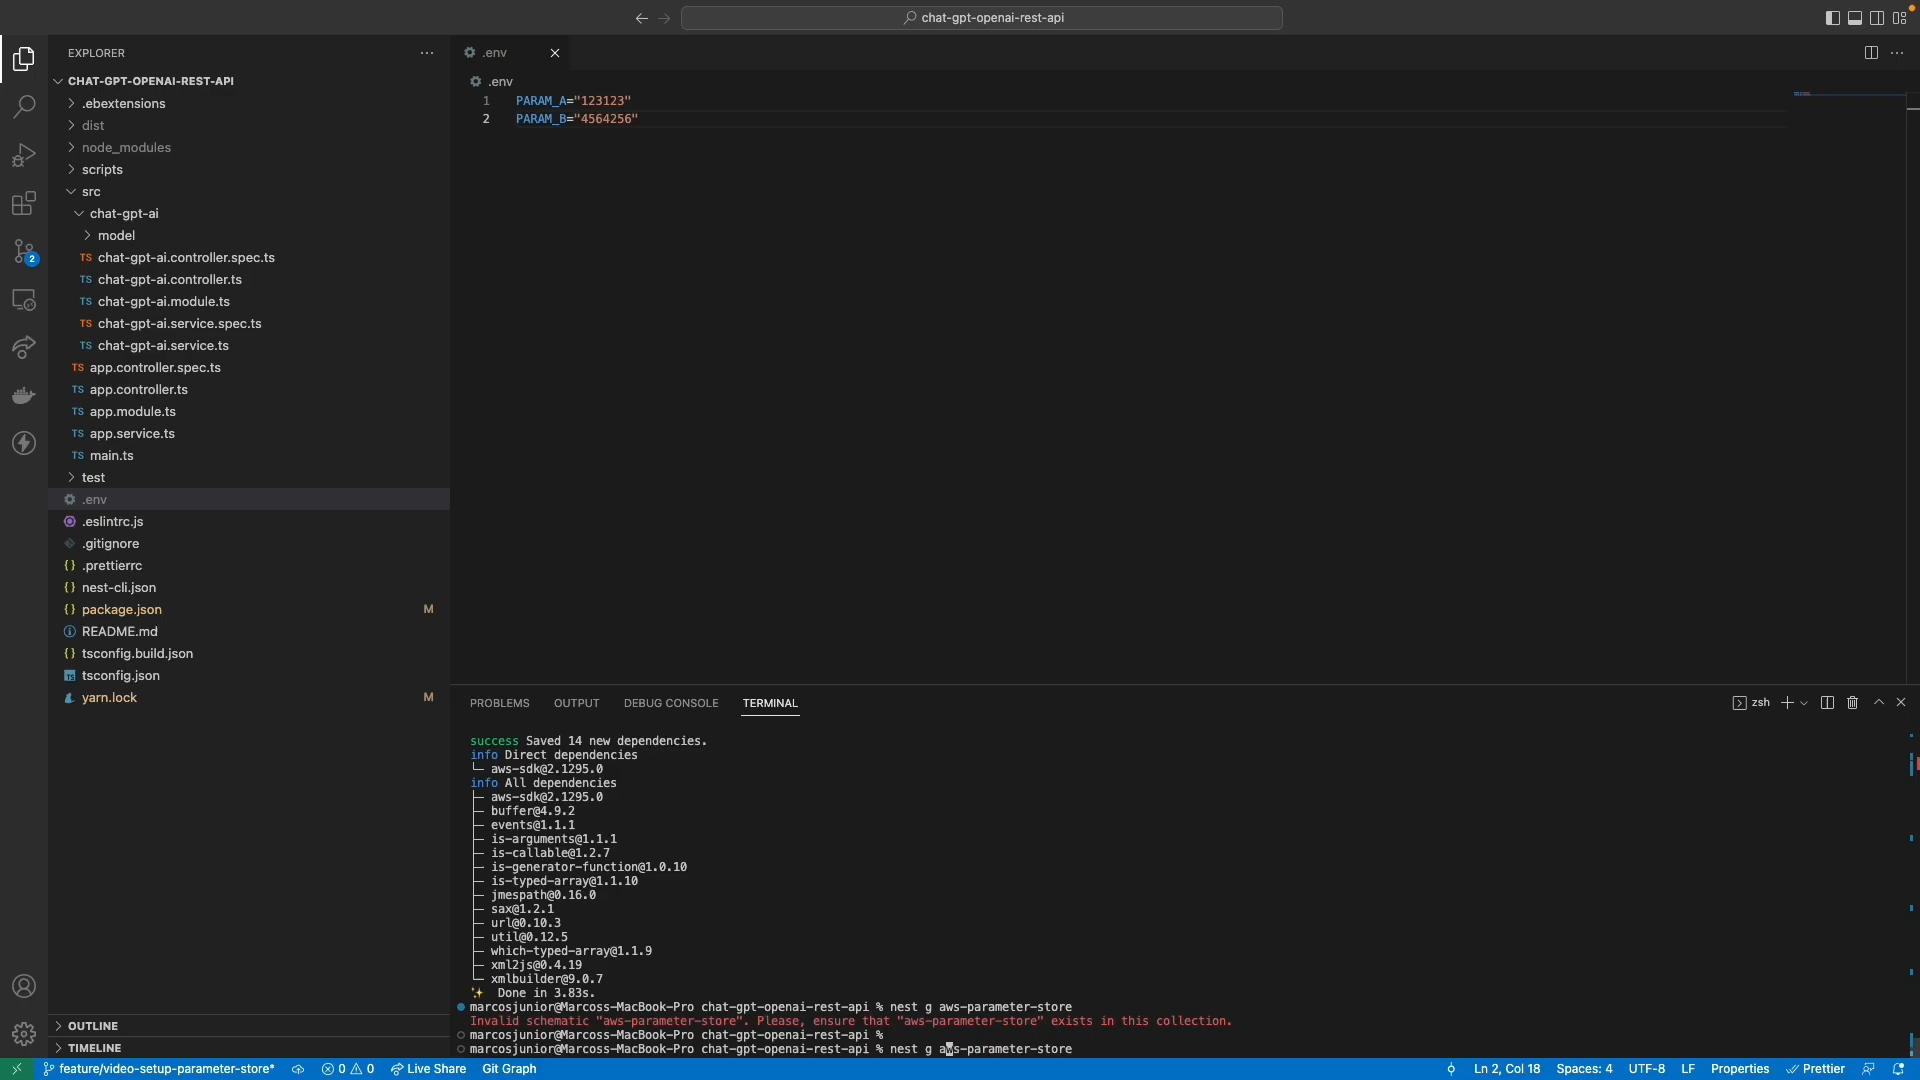 chat-gpt-openai-rest-api
EXPLORER
CHAT-GPT-OPENAI-REST-API
.ebextensions
dist
node_modules
scripts
src
chat-gpt-ai
model
TS chat-gpt-ai.controller.spec.ts
TS chat-gpt-ai.controller.ts
TS chat-gpt-ai.module.ts
TS chat-gpt-ai.service.spec.ts
TS chat-gpt-ai.service.ts
TS app.controller.spec.ts
TS app.controller.ts
TS app.module.ts
TS app.service.ts
TS main.ts
test
.env
.eslintrc.js
.gitignore
{} .prettierrc
{} nest-cli.json
{} package.json M
README.md
{} tsconfig.build.json
tsconfig.json
yarn.lock M
OUTLINE
TIMELINE
2
.env
.env
1 PARAM_A="123123"
2 PARAM_B="4564256"
PROBLEMS OUTPUT DEBUG CONSOLE TERMINAL
zsh
success Saved 14 new dependencies.
info Direct dependencies
└─ aws-sdk@2.1295.0
info All dependencies
├─ aws-sdk@2.1295.0
├─ buffer@4.9.2
├─ events@1.1.1
├─ is-arguments@1.1.1
├─ is-callable@1.2.7
├─ is-generator-function@1.0.10
├─ is-typed-array@1.1.10
├─ jmespath@0.16.0
├─ sax@1.2.1
├─ url@0.10.3
├─ util@0.12.5
├─ which-typed-array@1.1.9
├─ xml2js@0.4.19
└─ xmlbuilder@9.0.7
✨ Done in 3.83s.
marcosjunior@Marcoss-MacBook-Pro chat-gpt-openai-rest-api % nest g aws-parameter-store
Invalid schematic "aws-parameter-store". Please, ensure that "aws-parameter-store" exists in this collection.
marcosjunior@Marcoss-MacBook-Pro chat-gpt-openai-rest-api %
marcosjunior@Marcoss-MacBook-Pro chat-gpt-openai-rest-api % nest g aws-parameter-store
feature/video-setup-parameter-store* 0 0 Live Share Git Graph
Ln 2, Col 18 Spaces: 4 UTF-8 LF Properties Prettier